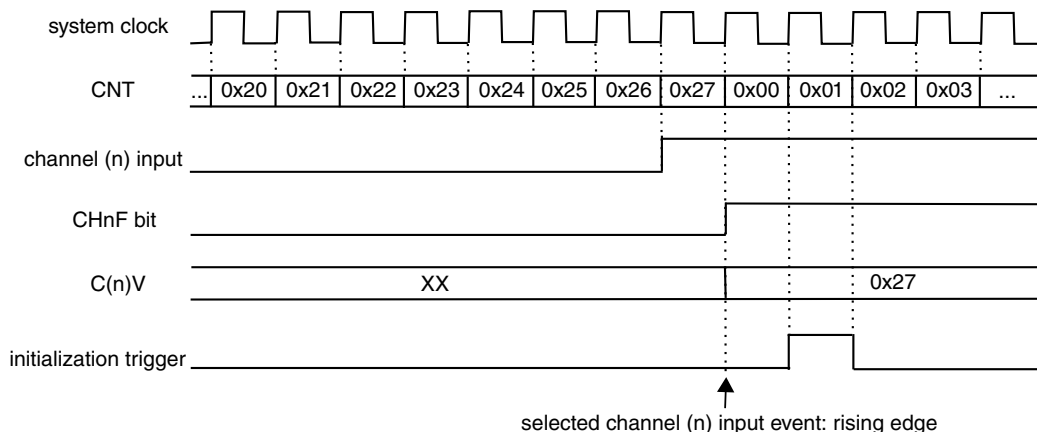 system clock
CNT ... 0x20 0x21 0x22 0x23 0x24 0x25 0x26 0x27 0x00 0x01 0x02 0x03 ...
channel (n) input
CHnF bit
C(n)V XX 0x27
initialization trigger
selected channel (n) input event: rising edge